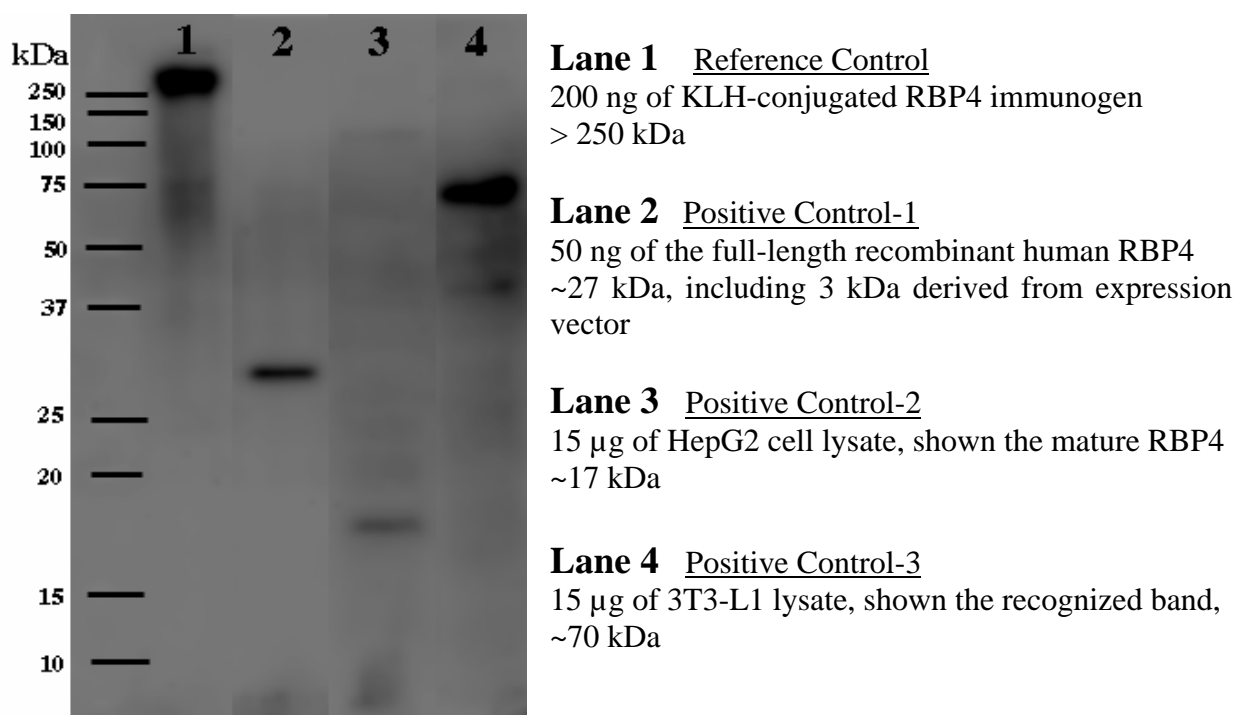 kDa
1 2 3 4
250
150
100
75
50
37
25
20
15
10
Lane 1 Reference Control
200 ng of KLH-conjugated RBP4 immunogen
> 250 kDa
Lane 2 Positive Control-1
50 ng of the full-length recombinant human RBP4
~27 kDa, including 3 kDa derived from expression
vector
Lane 3 Positive Control-2
15 µg of HepG2 cell lysate, shown the mature RBP4
~17 kDa
Lane 4 Positive Control-3
15 µg of 3T3-L1 lysate, shown the recognized band,
~70 kDa